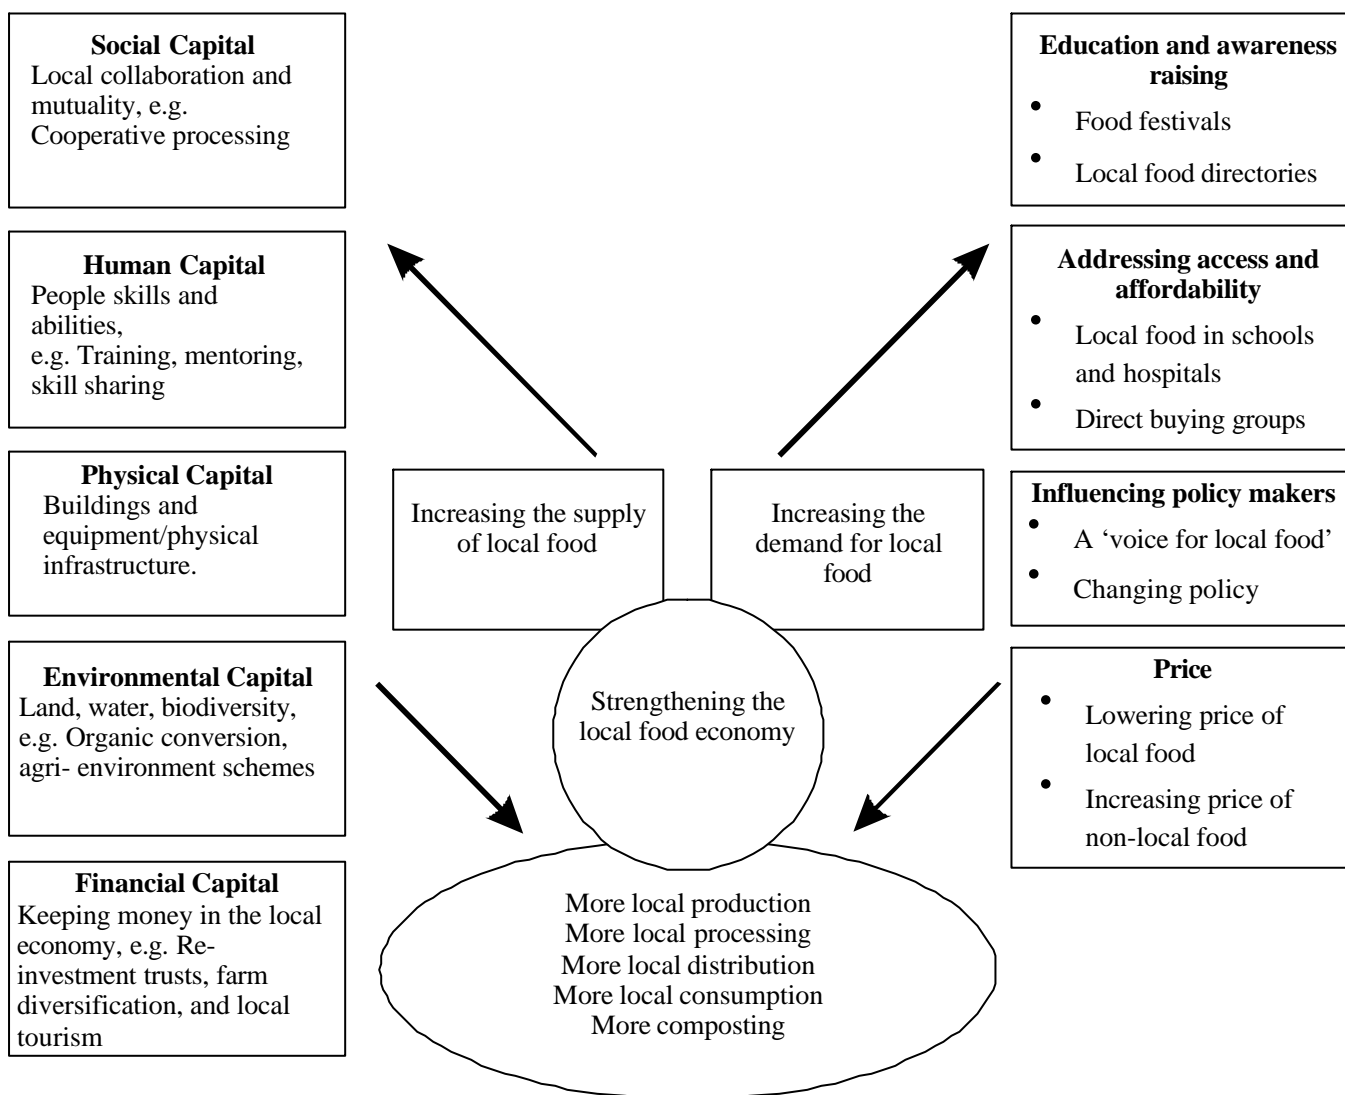 Social Capital
Local collaboration and
mutuality, e.g.
Cooperative processing
Human Capital
People skills and
abilities,
e.g. Training, mentoring,
skill sharing
Physical Capital
Buildings and
equipment/physical
infrastructure.
Environmental Capital
Land, water, biodiversity,
e.g. Organic conversion,
agri- environment schemes
Financial Capital
Keeping money in the local
economy, e.g. Re-
investment trusts, farm
diversification, and local
tourism
Increasing the supply
of local food
Increasing the
demand for local
food
Strengthening the
local food economy
More local production
More local processing
More local distribution
More local consumption
More composting
Education and awareness
raising
• Food festivals
• Local food directories
Addressing access and
affordability
• Local food in schools
and hospitals
• Direct buying groups
Influencing policy makers
• A ‘voice for local food’
• Changing policy
Price
• Lowering price of
local food
• Increasing price of
non-local food